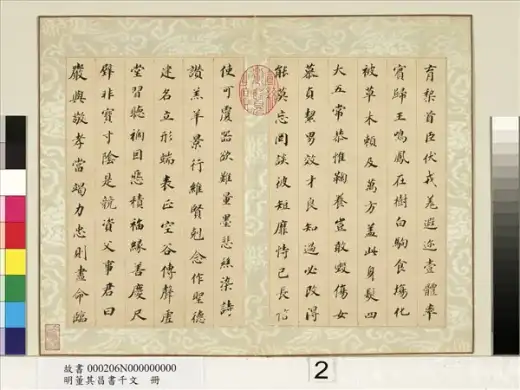 育黎首臣伏戎羌遐迩壹體率
賓歸王鳴鳳在樹白駒食場化
被草木賴及萬方蓋此身髮四
大五常恭惟鞠養豈敢毀傷女
慕貞絜男效才良知過必改得
能莫忘罔談彼短靡恃己長信
使可覆器欲難量墨悲絲染詩
讚羔羊景行維賢剋念作聖德
建名立形端表正空谷傳聲虛
堂習聽禍因惡積福緣善慶尺
璧非寶寸陰是競資父事君曰
嚴與敬孝當竭力忠則盡命臨
故書 000206N000000000
明董其昌書千文 冊
2